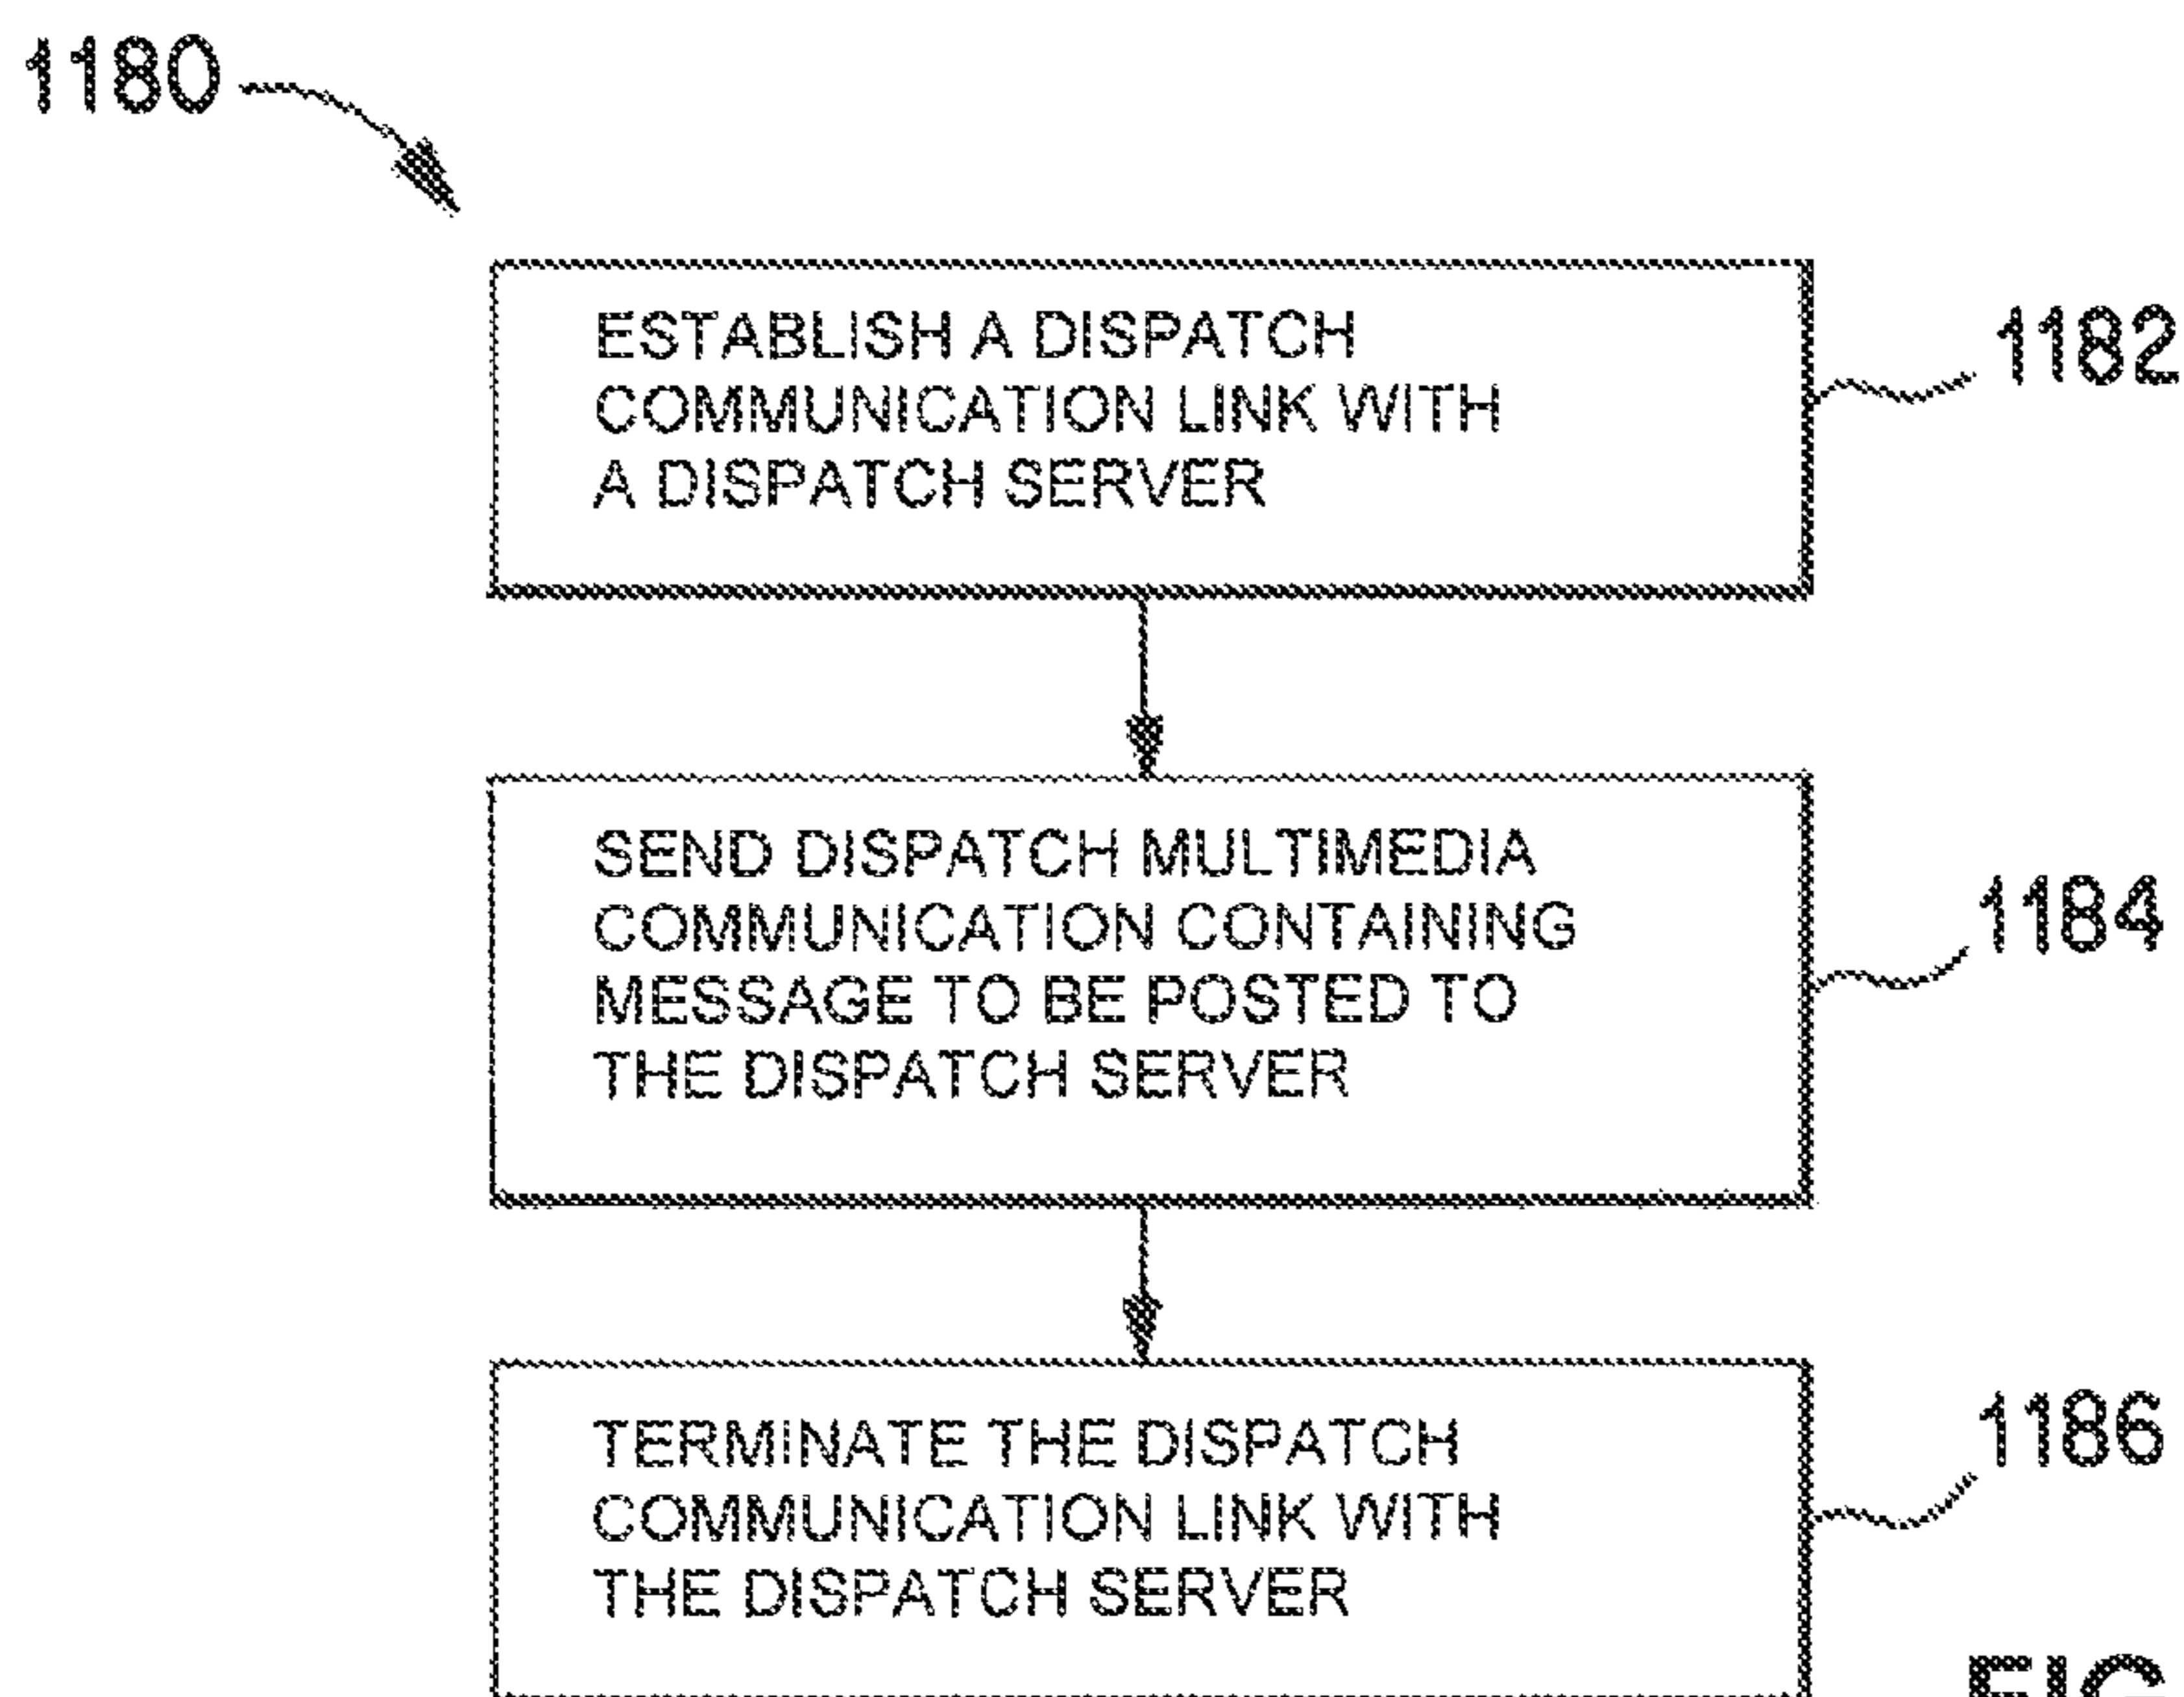 1180
ESTABLISH A DISPATCH
COMMUNICATION LINK WITH
A DISPATCH SERVER
1182
SEND DISPATCH MULTIMEDIA
COMMUNICATION CONTAINING
MESSAGE TO BE POSTED TO
THE DISPATCH SERVER
1184
TERMINATE THE DISPATCH
COMMUNICATION LINK WITH
THE DISPATCH SERVER
1186
FIG